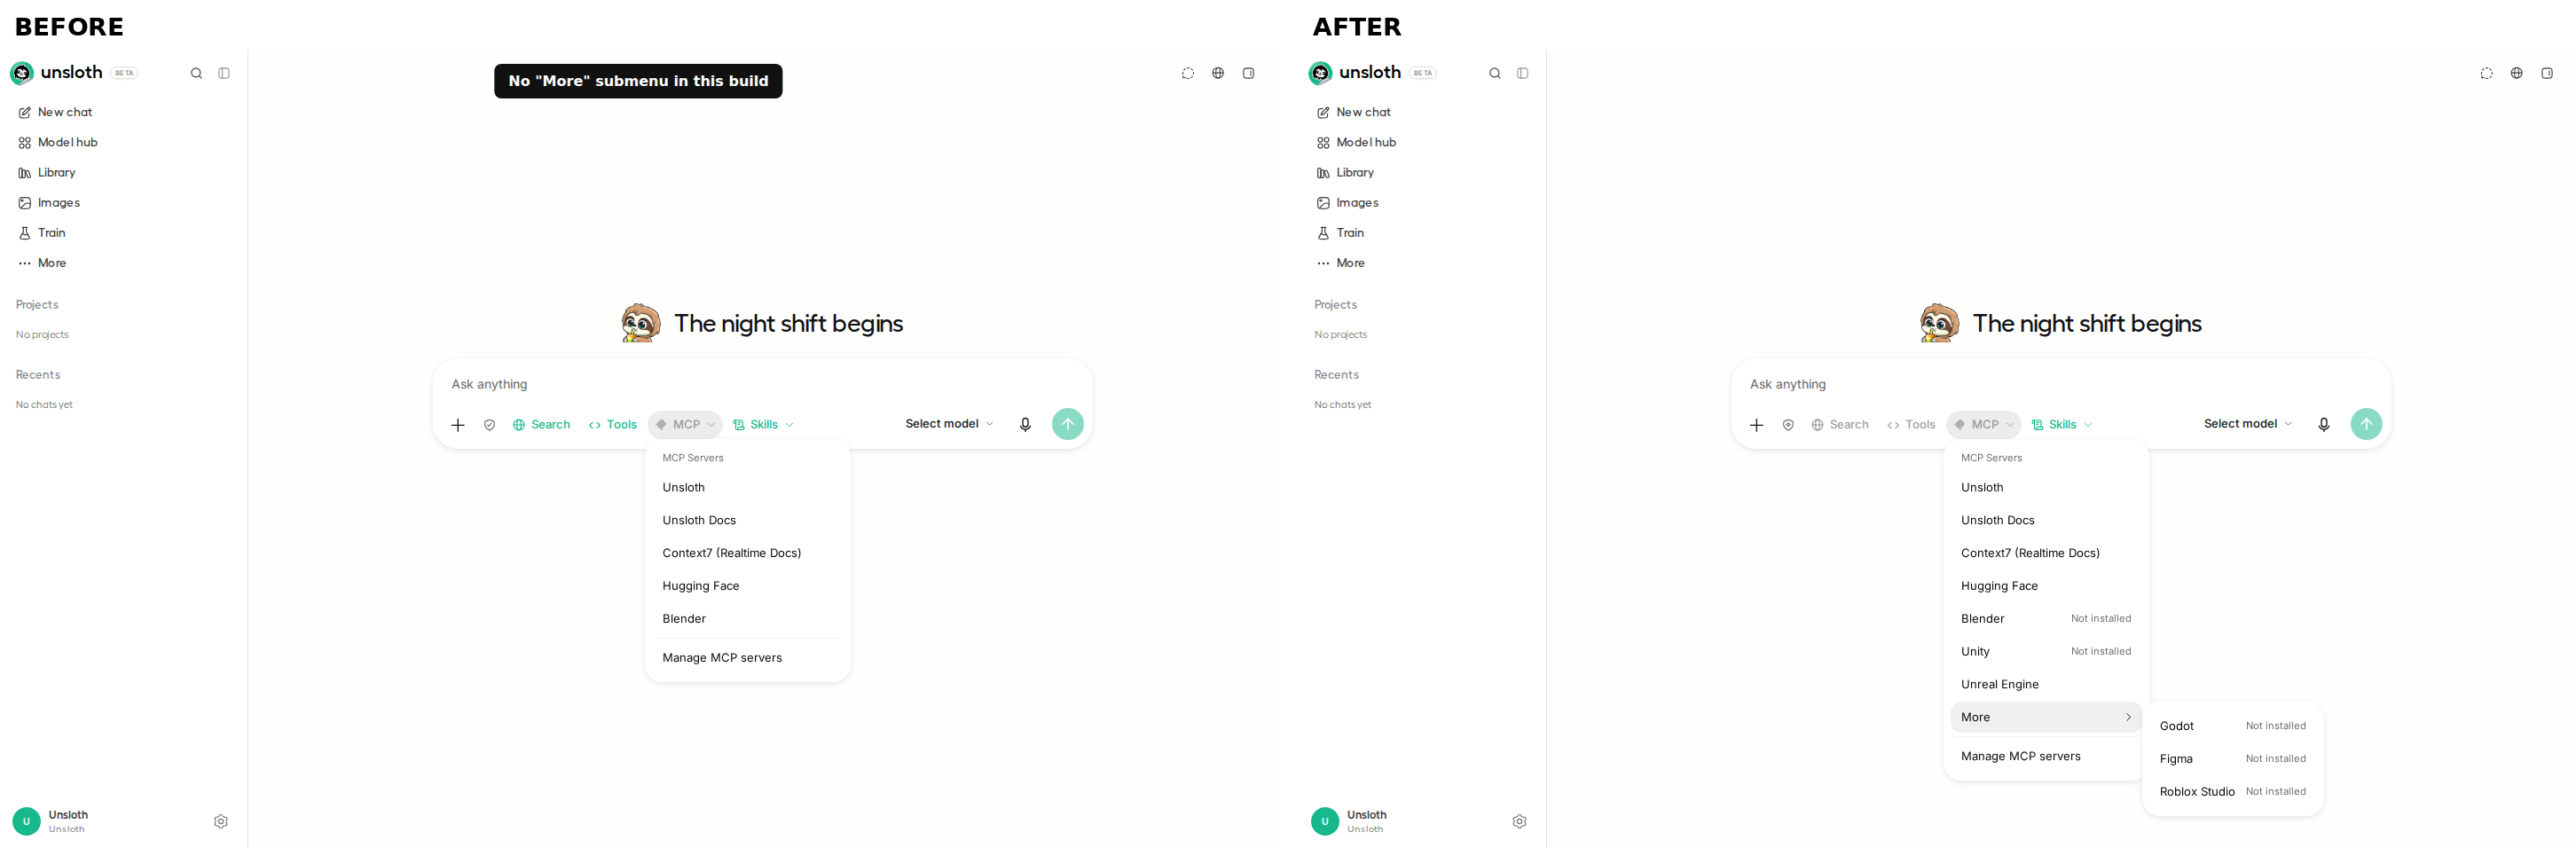 BEFORE
unsloth BETA
No "More" submenu in this build
New chat
Model hub
Library
Images
Train
More
Projects
No projects
Recents
No chats yet
The night shift begins
Ask anything
Search Tools MCP Skills Select model
MCP Servers
Unsloth
Unsloth Docs
Context7 (Realtime Docs)
Hugging Face
Blender
Manage MCP servers
U
Unsloth
Unsloth
AFTER
unsloth BETA
New chat
Model hub
Library
Images
Train
More
Projects
No projects
Recents
No chats yet
The night shift begins
Ask anything
Search Tools MCP Skills Select model
MCP Servers
Unsloth
Unsloth Docs
Context7 (Realtime Docs)
Hugging Face
Blender Not installed
Unity Not installed
Unreal Engine
More
Manage MCP servers
Godot Not installed
Figma Not installed
Roblox Studio Not installed
U
Unsloth
Unsloth